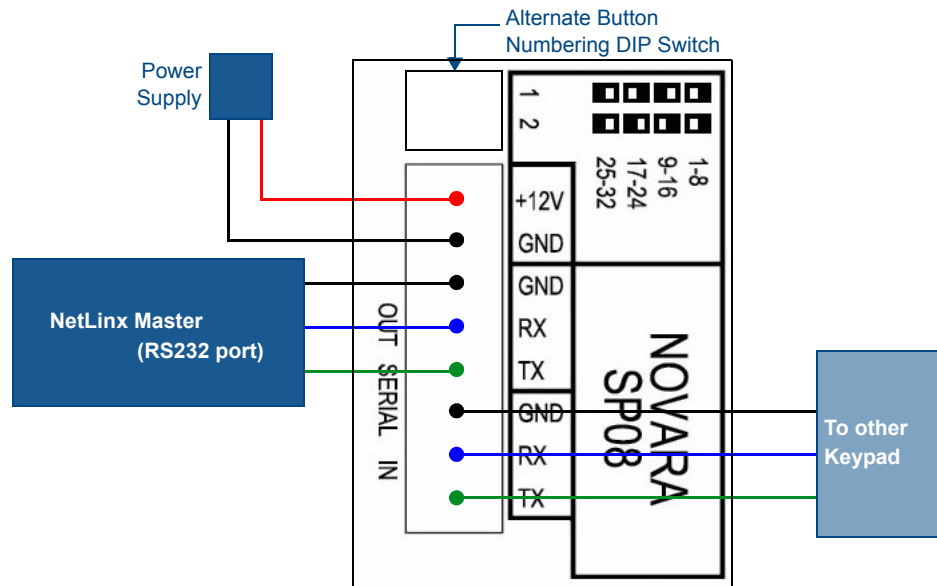 Alternate Button
Numbering DIP Switch
Power
Supply
1
2
25-32
17-24
9-16
1-8
+12V
GND
GND
RX
TX
GND
RX
TX
OUT SERIAL IN
NOVARA
SP08
NetLinx Master
(RS232 port)
To other
Keypad